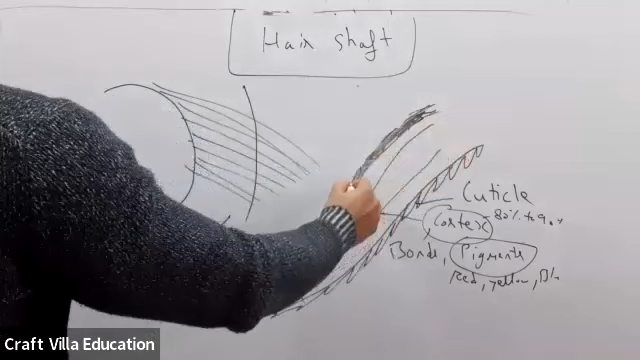 Hair shaft
Cuticle
Cortex - 80% to 90%
Bonds, Pigments
Red, yellow, Bl
Craft Villa Education